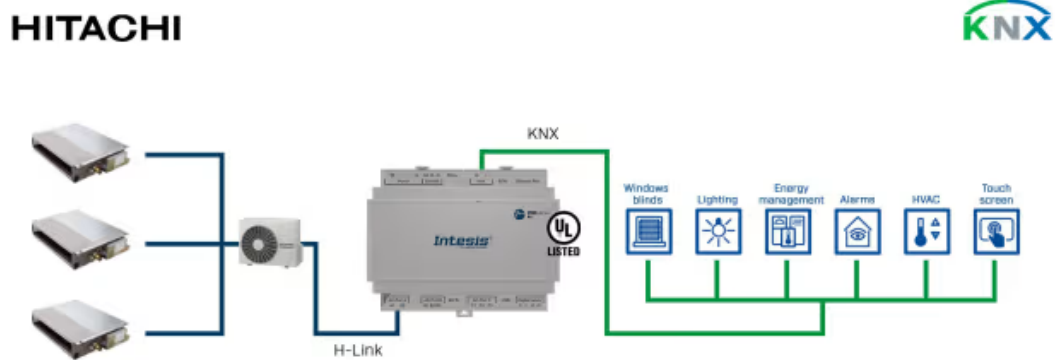 HITACHI
KNX
KNX
Intesis
UL
LISTED
Windows
blinds
Lighting
Energy
management
Alarms
HVAC
Touch
screen
H-Link